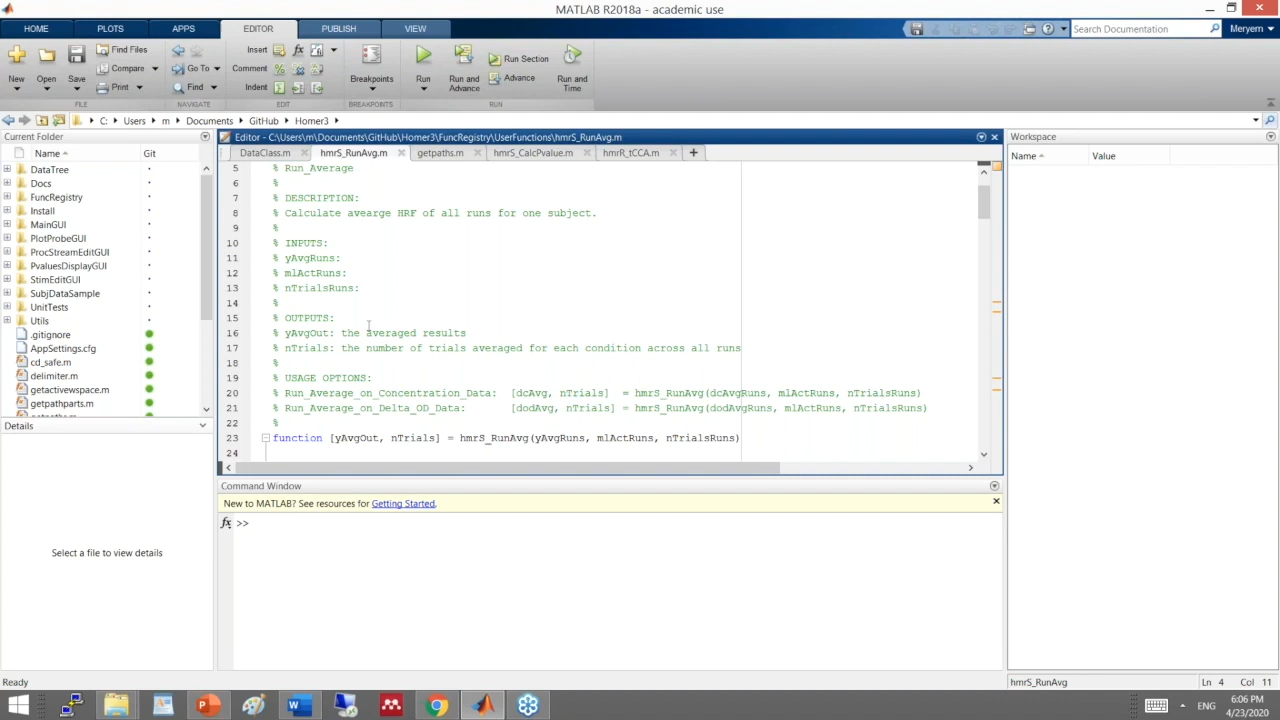 MATLAB R2018a - academic use
HOME PLOTS APPS EDITOR PUBLISH VIEW
Search Documentation Meryem
New Open Save Find Files Compare Print
Go To Find
Insert Comment Indent
Breakpoints
Run Run and Advance Run Section Advance Run and Time
FILE NAVIGATE EDIT BREAKPOINTS RUN
C: Users m Documents GitHub Homer3
Current Folder
Name Git
DataTree
Docs
FuncRegistry
Install
MainGUI
PlotProbeGUI
ProcStreamEditGUI
PvaluesDisplayGUI
StimEditGUI
SubjDataSample
UnitTests
Utils
.gitignore
AppSettings.cfg
cd_safe.m
delimiter.m
getactivewspace.m
getpathparts.m
Details
Select a file to view details
Editor - C:\Users\m\Documents\GitHub\Homer3\FuncRegistry\UserFunctions\hmrS_RunAvg.m
DataClass.m hmrS_RunAvg.m getpaths.m hmrS_CalcPvalue.m hmrR_tCCA.m
5 % Run_Average
6 %
7 % DESCRIPTION:
8 % Calculate avearge HRF of all runs for one subject.
9 %
10 % INPUTS:
11 % yAvgRuns:
12 % mlActRuns:
13 % nTrialsRuns:
14 %
15 % OUTPUTS:
16 % yAvgOut: the averaged results
17 % nTrials: the number of trials averaged for each condition across all runs
18 %
19 % USAGE OPTIONS:
20 % Run_Average_on_Concentration_Data: [dcAvg, nTrials] = hmrS_RunAvg(dcAvgRuns, mlActRuns, nTrialsRuns)
21 % Run_Average_on_Delta_OD_Data: [dodAvg, nTrials] = hmrS_RunAvg(dodAvgRuns, mlActRuns, nTrialsRuns)
22 %
23 function [yAvgOut, nTrials] = hmrS_RunAvg(yAvgRuns, mlActRuns, nTrialsRuns)
24
Command Window
New to MATLAB? See resources for Getting Started.
fx >>
Workspace
Name Value
Ready
hmrS_RunAvg Ln 4 Col 11
ENG
6:06 PM
4/23/2020